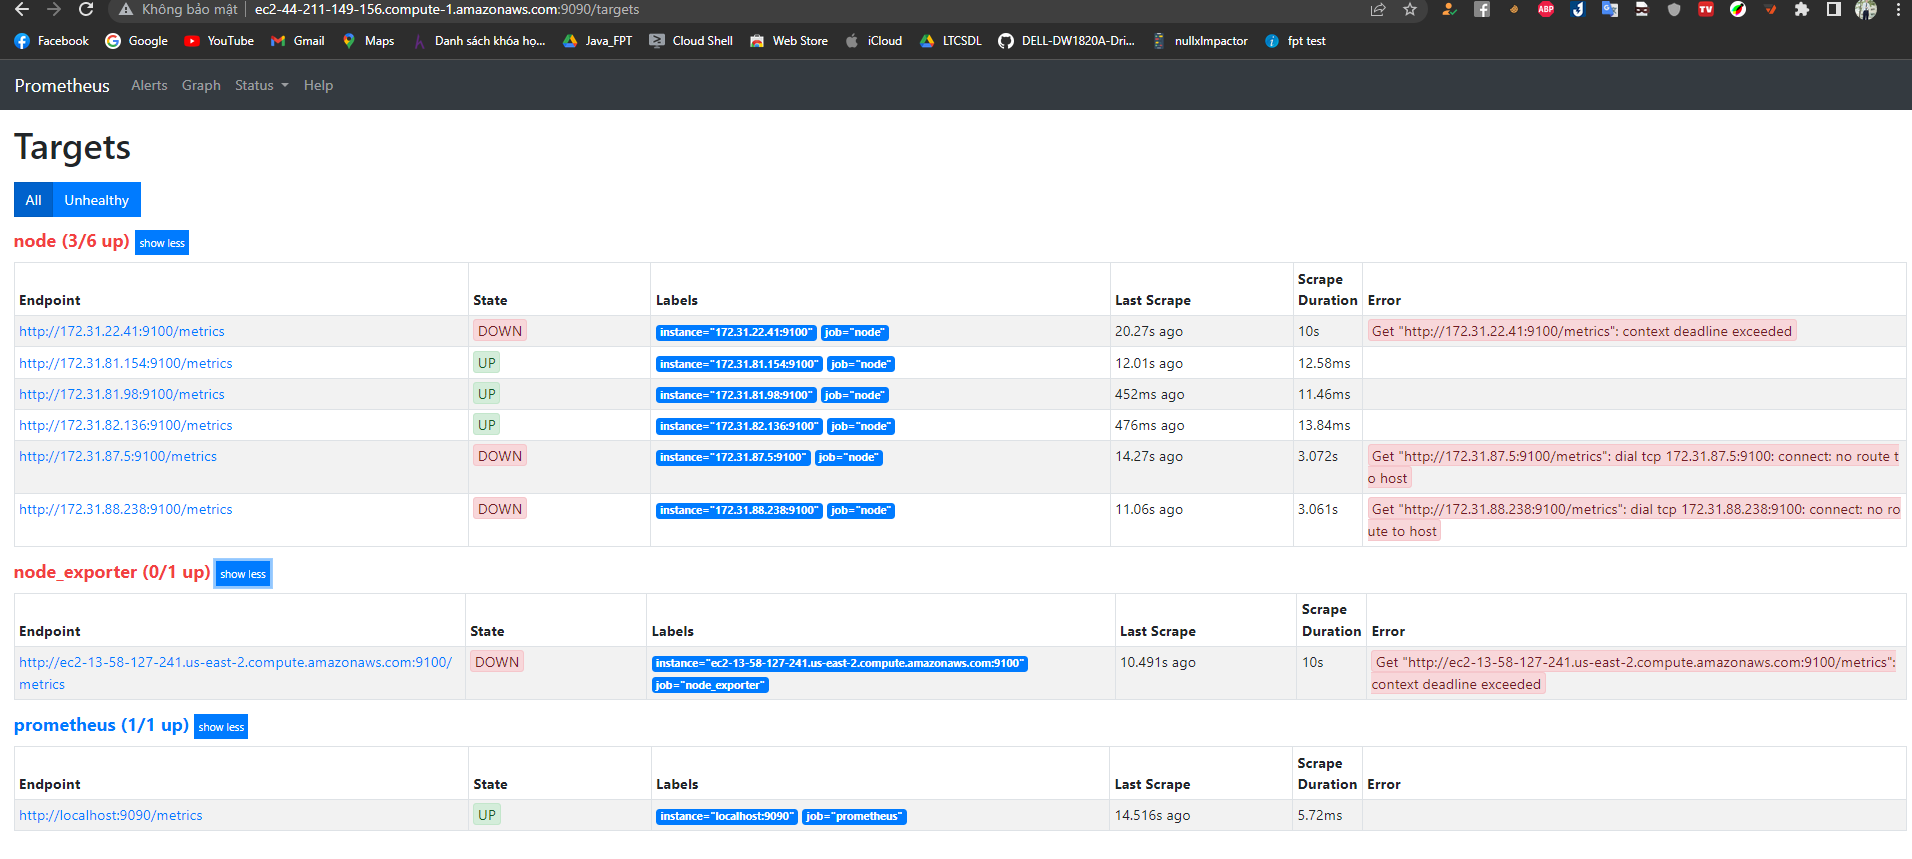 Không bảo mật ec2-44-211-149-156.compute-1.amazonaws.com:9090/targets
Facebook Google YouTube Gmail Maps Danh sách khóa họ... Java_FPT Cloud Shell Web Store iCloud LTCSDL DELL-DW1820A-Dri... nullxImpactor fpt test
Prometheus Alerts Graph Status Help
Targets
All Unhealthy
node (3/6 up) show less
Scrape
Endpoint State Labels Last Scrape Duration Error
http://172.31.22.41:9100/metrics DOWN instance="172.31.22.41:9100" job="node" 20.27s ago 10s Get "http://172.31.22.41:9100/metrics": context deadline exceeded
http://172.31.81.154:9100/metrics UP instance="172.31.81.154:9100" job="node" 12.01s ago 12.58ms
http://172.31.81.98:9100/metrics UP instance="172.31.81.98:9100" job="node" 452ms ago 11.46ms
http://172.31.82.136:9100/metrics UP instance="172.31.82.136:9100" job="node" 476ms ago 13.84ms
http://172.31.87.5:9100/metrics DOWN instance="172.31.87.5:9100" job="node" 14.27s ago 3.072s Get "http://172.31.87.5:9100/metrics": dial tcp 172.31.87.5:9100: connect: no route t
o host
http://172.31.88.238:9100/metrics DOWN instance="172.31.88.238:9100" job="node" 11.06s ago 3.061s Get "http://172.31.88.238:9100/metrics": dial tcp 172.31.88.238:9100: connect: no ro
ute to host
node_exporter (0/1 up) show less
Scrape
Endpoint State Labels Last Scrape Duration Error
http://ec2-13-58-127-241.us-east-2.compute.amazonaws.com:9100/ DOWN instance="ec2-13-58-127-241.us-east-2.compute.amazonaws.com:9100" 10.491s ago 10s Get "http://ec2-13-58-127-241.us-east-2.compute.amazonaws.com:9100/metrics":
metrics job="node_exporter" context deadline exceeded
prometheus (1/1 up) show less
Scrape
Endpoint State Labels Last Scrape Duration Error
http://localhost:9090/metrics UP instance="localhost:9090" job="prometheus" 14.516s ago 5.72ms